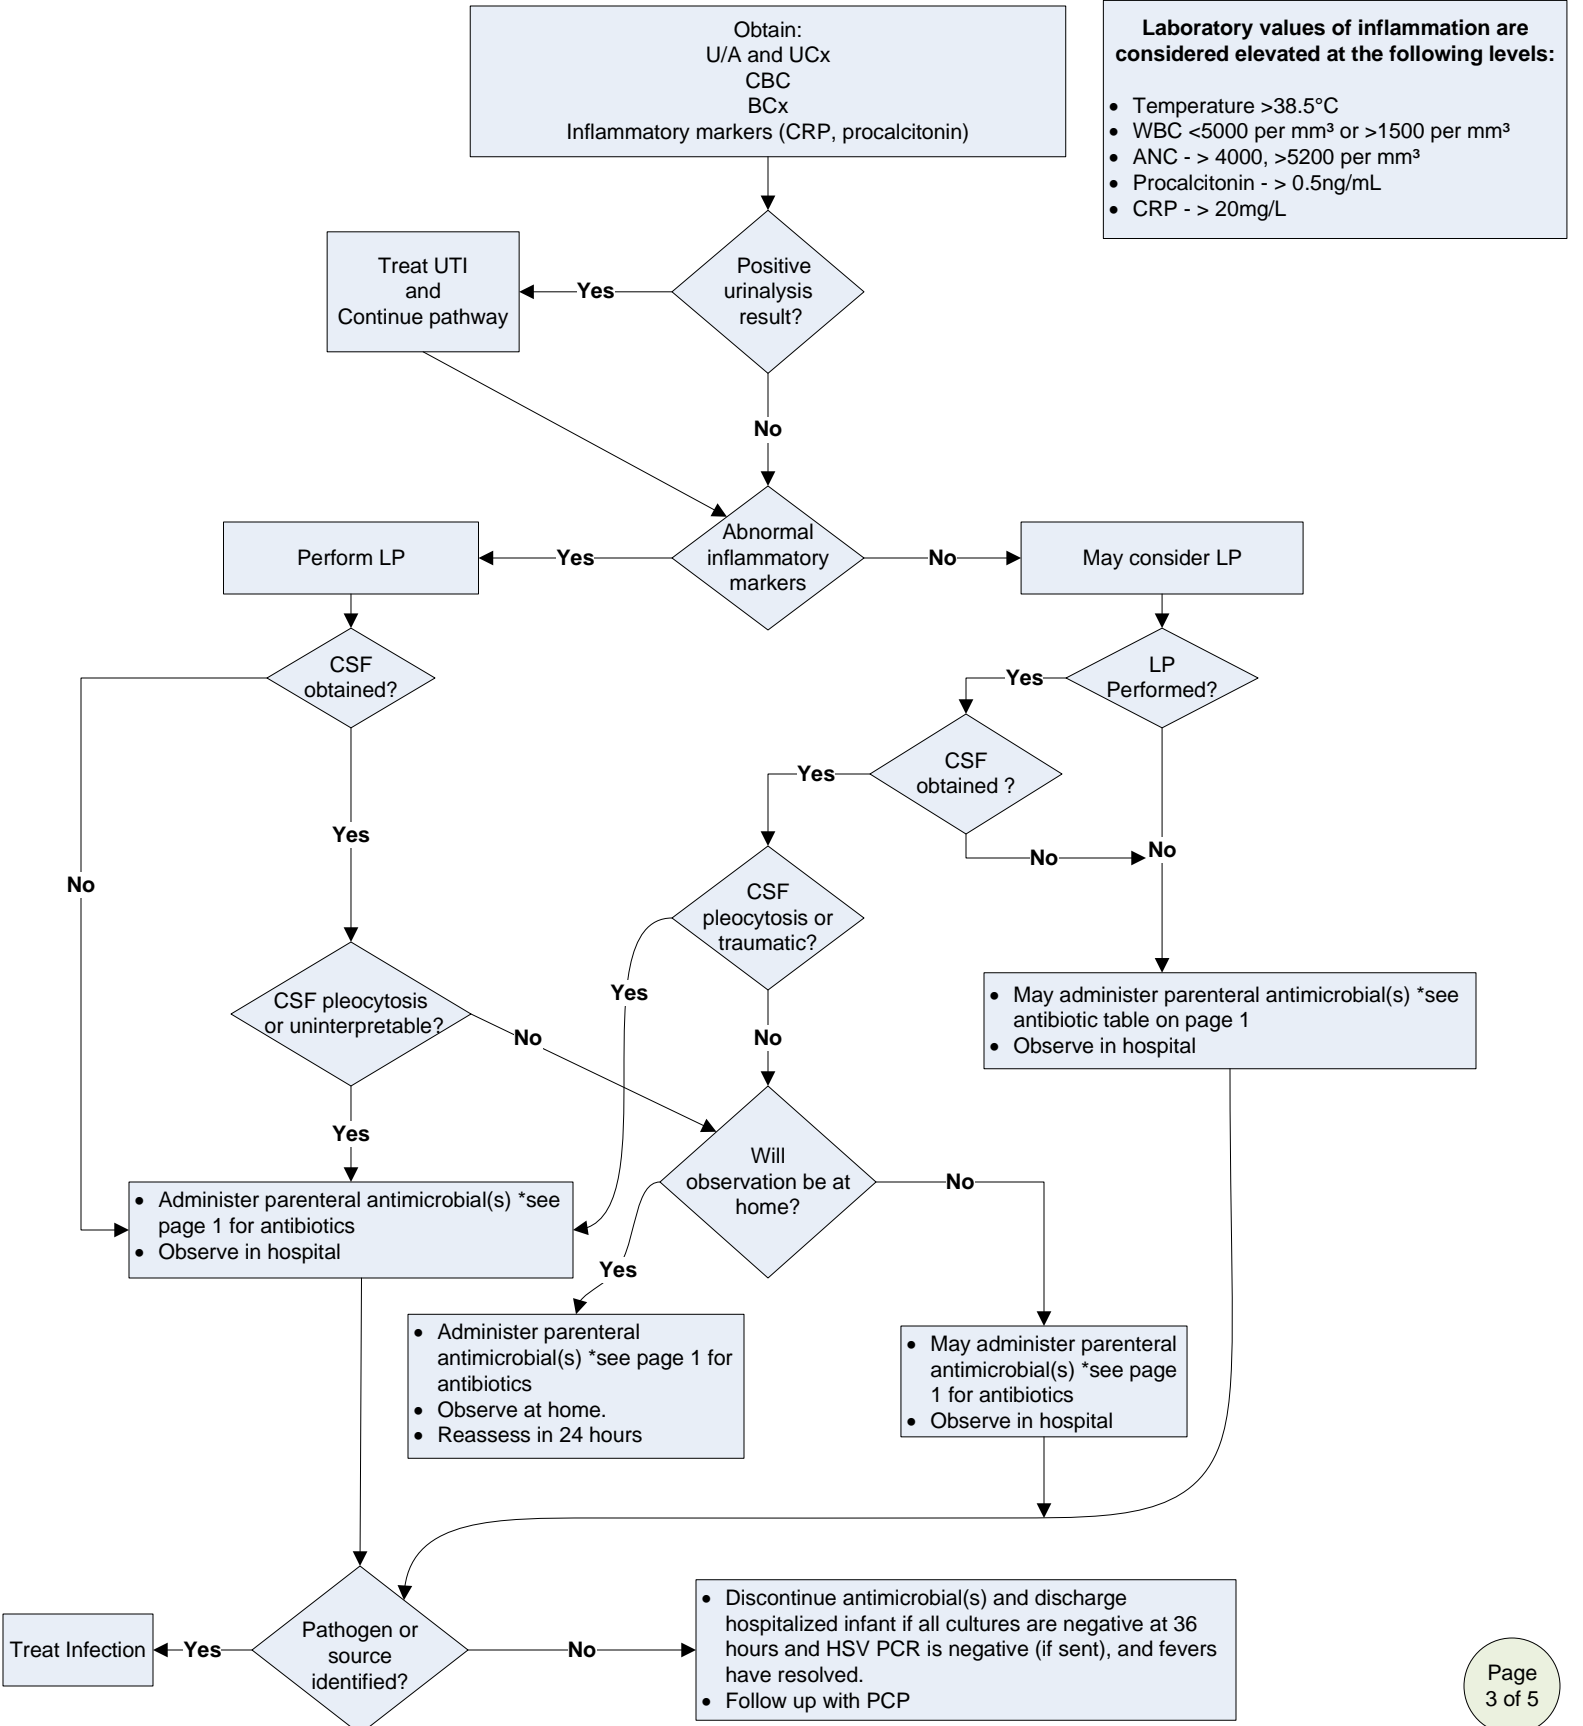 Obtain:
U/A and UCx
CBC
BCx
Inflammatory markers (CRP, procalcitonin)
Laboratory values of inflammation are
considered elevated at the following levels:
• Temperature >38.5°C
• WBC <5000 per mm³ or >1500 per mm³
• ANC - > 4000, >5200 per mm³
• Procalcitonin - > 0.5ng/mL
• CRP - > 20mg/L
Positive
urinalysis
result?
Yes
Treat UTI
and
Continue pathway
No
Abnormal
inflammatory
markers
Yes
Perform LP
No
May consider LP
CSF
obtained?
LP
Performed?
Yes
CSF
obtained ?
Yes
No
No
Yes
No
CSF
pleocytosis or
traumatic?
Yes
No
CSF pleocytosis
or uninterpretable?
No
Yes
• May administer parenteral antimicrobial(s) *see
antibiotic table on page 1
• Observe in hospital
Will
observation be at
home?
No
Yes
• Administer parenteral antimicrobial(s) *see
page 1 for antibiotics
• Observe in hospital
• Administer parenteral
antimicrobial(s) *see page 1 for
antibiotics
• Observe at home.
• Reassess in 24 hours
• May administer parenteral
antimicrobial(s) *see page
1 for antibiotics
• Observe in hospital
Pathogen or
source
identified?
Yes
Treat Infection
No
• Discontinue antimicrobial(s) and discharge
hospitalized infant if all cultures are negative at 36
hours and HSV PCR is negative (if sent), and fevers
have resolved.
• Follow up with PCP
Page
3 of 5